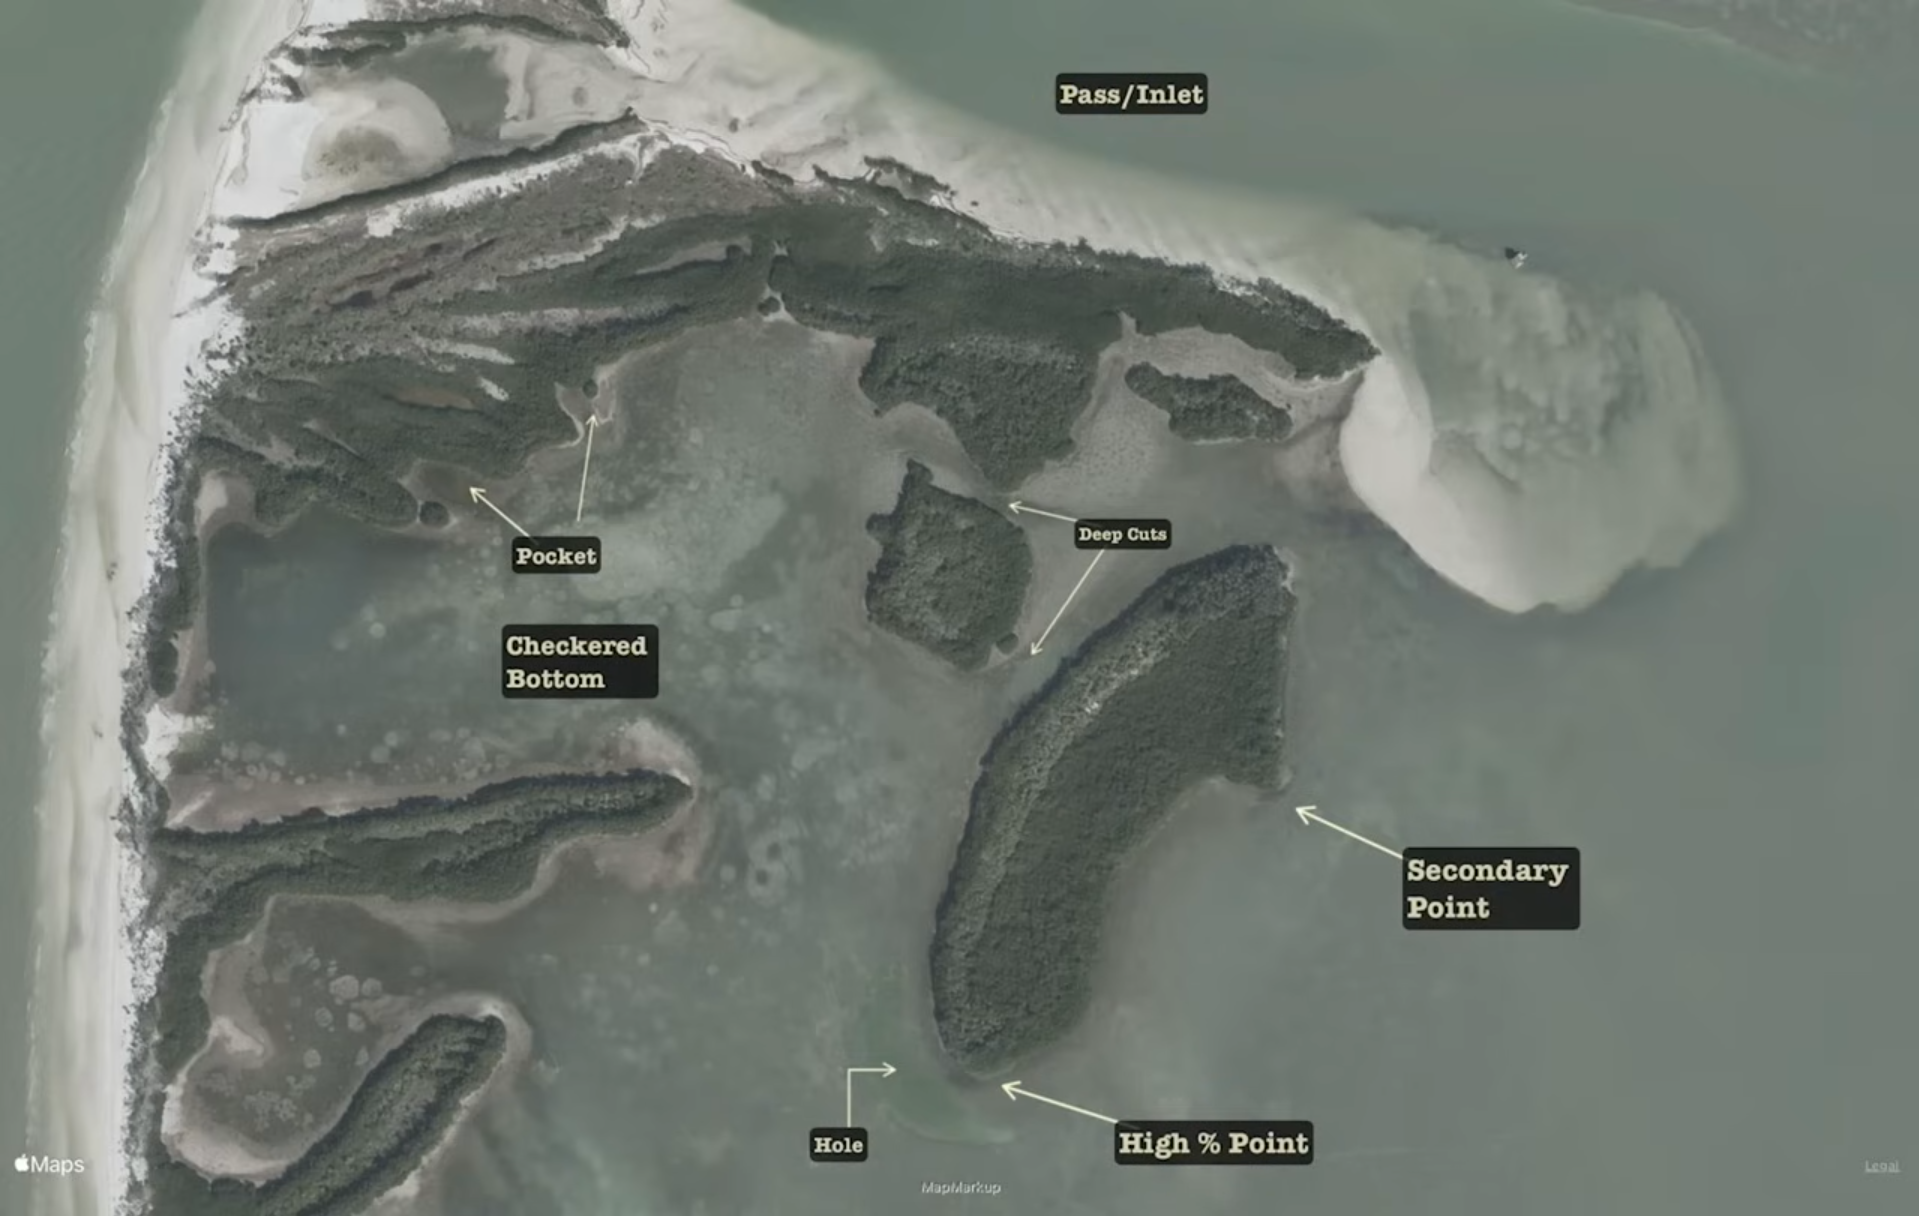 Pass/Inlet
Deep Cuts
Pocket
Checkered
Bottom
Secondary
Point
High % Point
Hole
Maps
Legal
MapMarkup